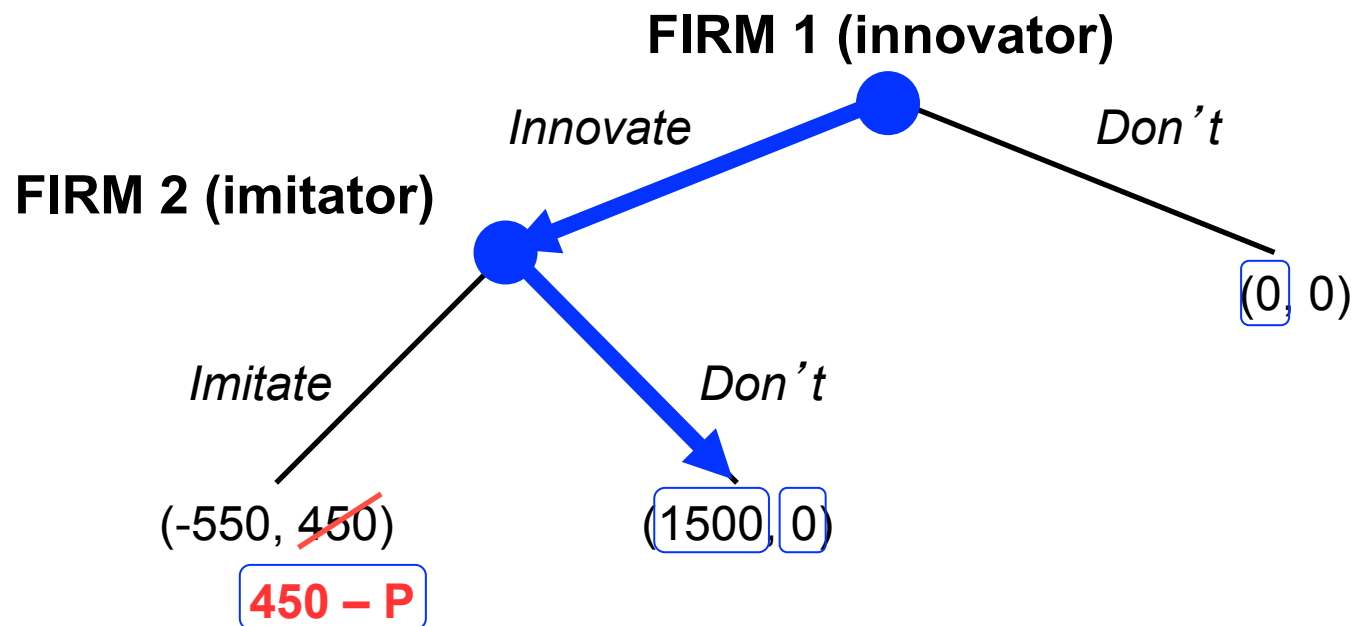 FIRM 1 (innovator)
Innovate
Don’t
FIRM 2 (imitator)
(0, 0)
Imitate
Don’t
(-550, 450)
(1500, 0)
450 – P